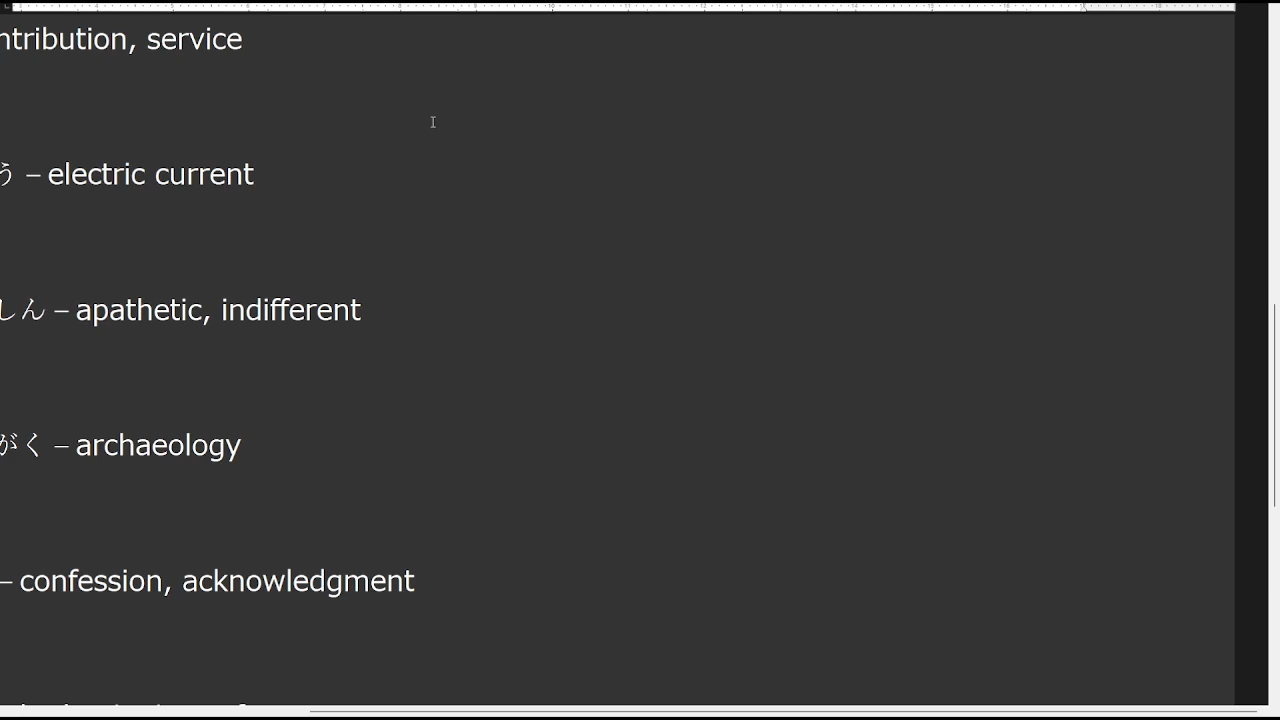 ntribution, service
う – electric current
しん – apathetic, indifferent
がく – archaeology
– confession, acknowledgment